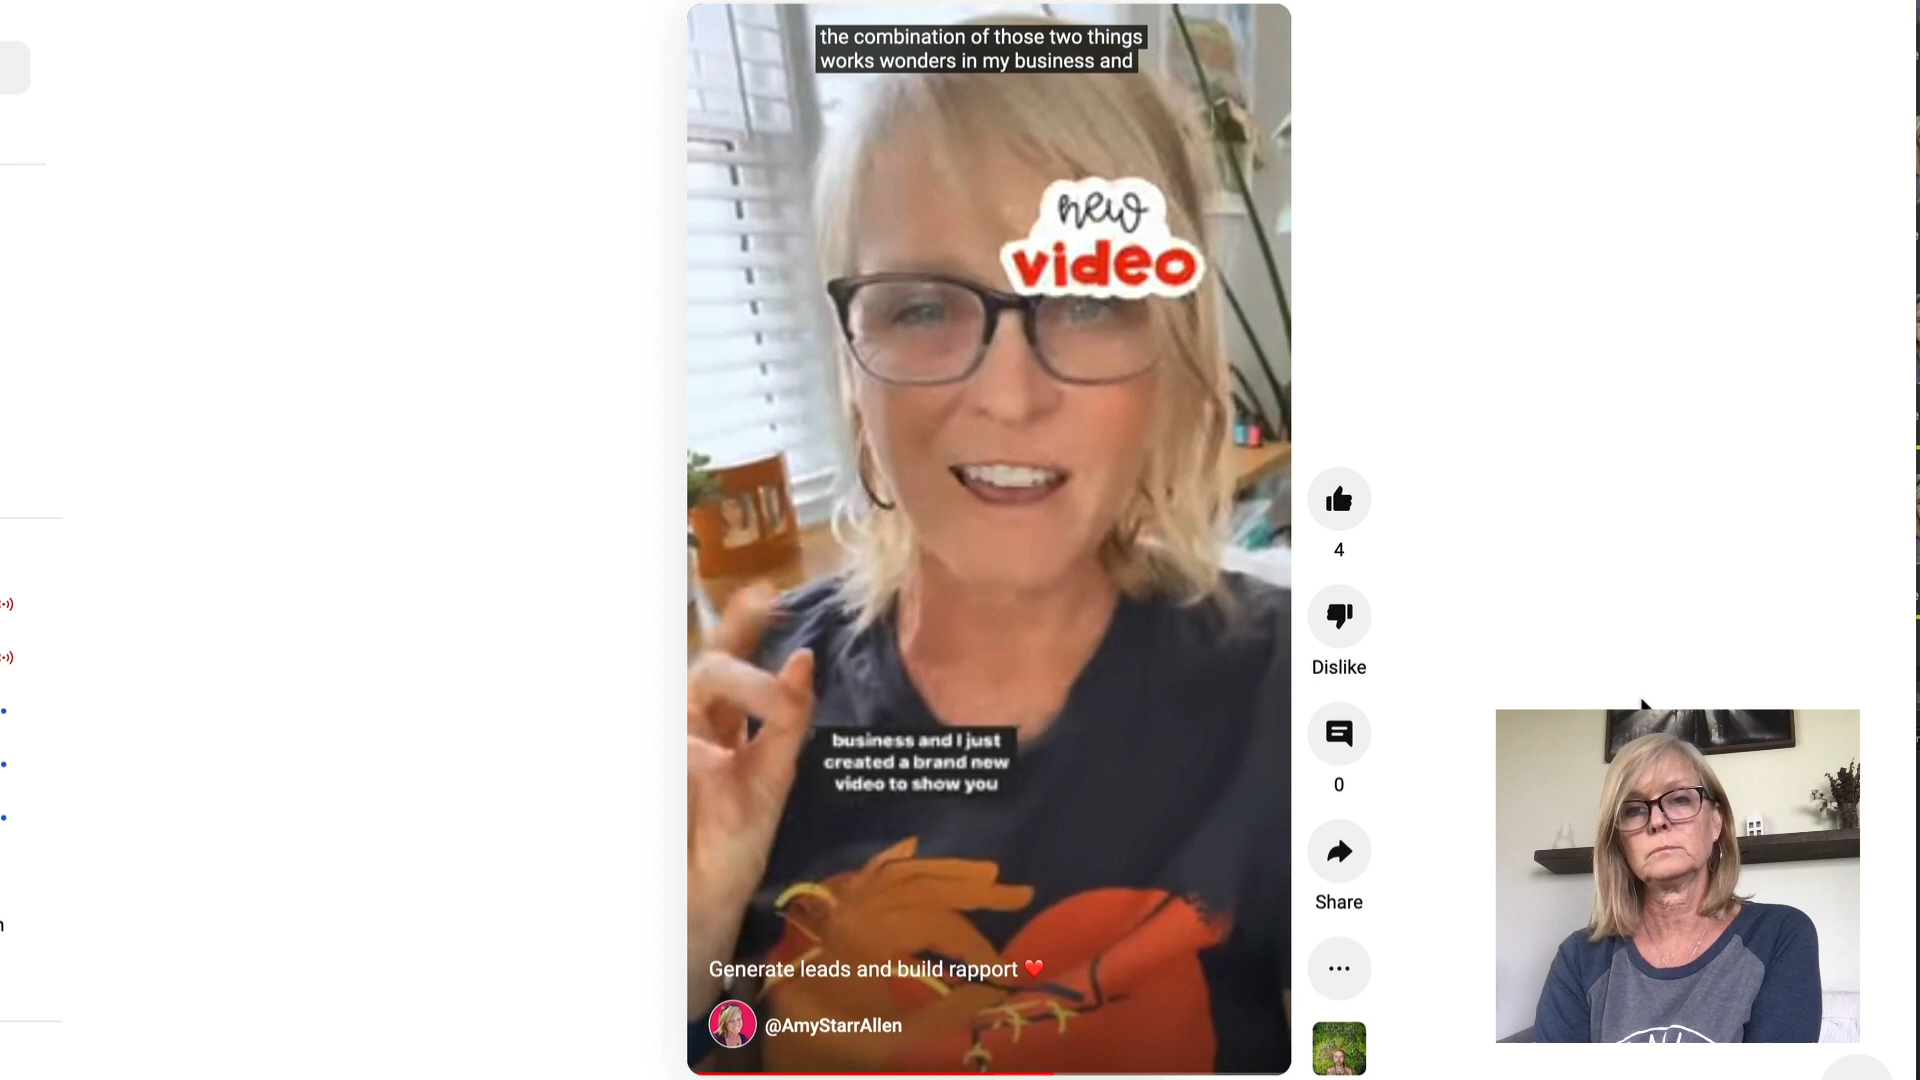 the combination of those two things
works wonders in my business and
new
video
4
Dislike
0
business and I just
created a brand new
video to show you
Share
Generate leads and build rapport ❤️
@AmyStarrAllen